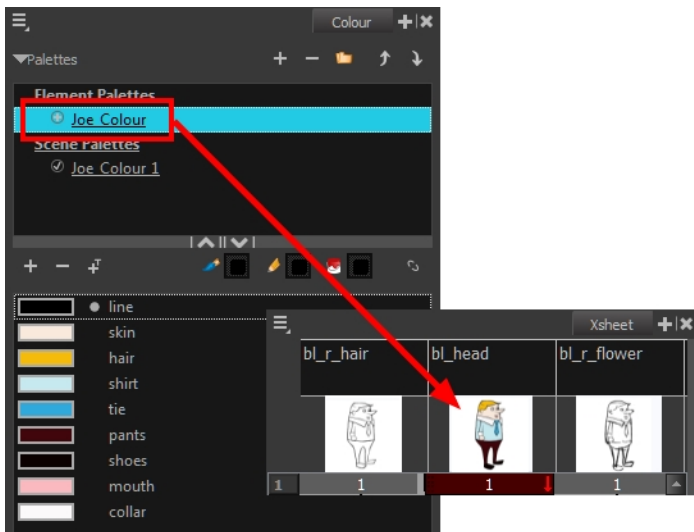 Colour
Palettes
Element Palettes
Joe Colour
Scene Palettes
Joe Colour 1
line
skin
hair
shirt
tie
pants
shoes
mouth
collar
Xsheet
bl_r_hair bl_head bl_r_flower
1 1 1 1